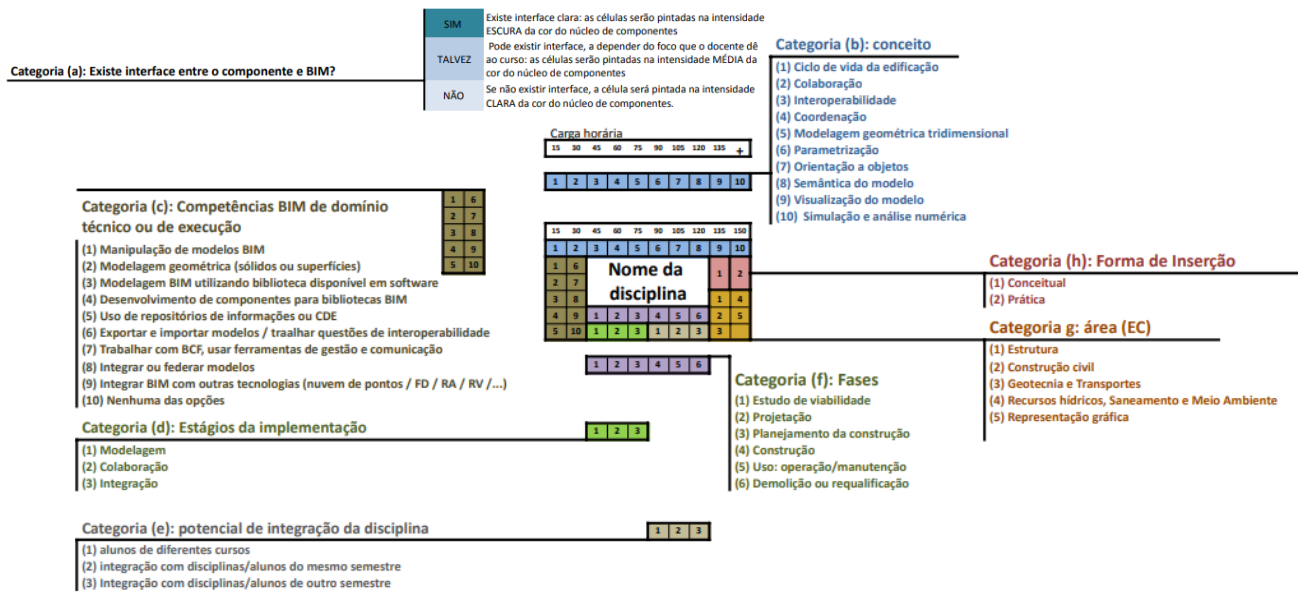 SIM
Existe interface clara: as células serão pintadas na intensidade
ESCURA da cor do núcleo de componentes
TALVEZ
Pode existir interface, a depender do foco que o docente dê
ao curso: as células serão pintadas na intensidade MÉDIA da
cor do núcleo de componentes
NÃO
Se não existir interface, a célula será pintada na intensidade
CLARA da cor do núcleo de componentes.
Categoria (a): Existe interface entre o componente e BIM?
Categoria (b): conceito
(1) Ciclo de vida da edificação
(2) Colaboração
(3) Interoperabilidade
(4) Coordenação
(5) Modelagem geométrica tridimensional
(6) Parametrização
(7) Orientação a objetos
(8) Semântica do modelo
(9) Visualização do modelo
(10) Simulação e análise numérica
Carga horária
15 30 45 60 75 90 105 120 135 +
1 2 3 4 5 6 7 8 9 10
Categoria (c): Competências BIM de domínio
técnico ou de execução
1 6
2 7
3 8
4 9
5 10
(1) Manipulação de modelos BIM
(2) Modelagem geométrica (sólidos ou superfícies)
(3) Modelagem BIM utilizando biblioteca disponível em software
(4) Desenvolvimento de componentes para bibliotecas BIM
(5) Uso de repositórios de informações ou CDE
(6) Exportar e importar modelos / traalhar questões de interoperabilidade
(7) Trabalhar com BCF, usar ferramentas de gestão e comunicação
(8) Integrar ou federar modelos
(9) Integrar BIM com outras tecnologias (nuvem de pontos / FD / RA / RV /...)
(10) Nenhuma das opções
15 30 45 60 75 90 105 120 135 150
1 2 3 4 5 6 7 8 9 10
1 6
2 7
3 8
4 9
5 10
Nome da
disciplina
1 2
1 4
1 2 3 4 5 6
2 5
1 2 3 1 2 3
3
1 2 3 4 5 6
Categoria (h): Forma de Inserção
(1) Conceitual
(2) Prática
Categoria g: área (EC)
(1) Estrutura
(2) Construção civil
(3) Geotecnia e Transportes
(4) Recursos hídricos, Saneamento e Meio Ambiente
(5) Representação gráfica
Categoria (f): Fases
(1) Estudo de viabilidade
(2) Projetação
(3) Planejamento da construção
(4) Construção
(5) Uso: operação/manutenção
(6) Demolição ou requalificação
Categoria (d): Estágios da implementação
1 2 3
(1) Modelagem
(2) Colaboração
(3) Integração
Categoria (e): potencial de integração da disciplina
1 2 3
(1) alunos de diferentes cursos
(2) integração com disciplinas/alunos do mesmo semestre
(3) Integração com disciplinas/alunos de outro semestre